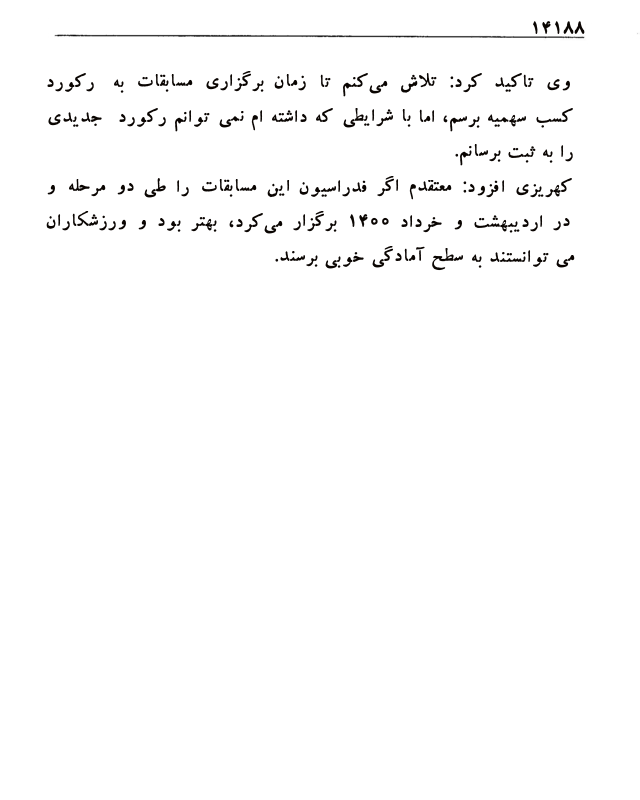 ۱۴۱۸۸
وی تاکید کرد: تلاش می‌کنم تا زمان برگزاری مسابقات به رکورد
کسب سهمیه برسم، اما با شرایطی که داشته ام نمی توانم رکورد جدیدی
را به ثبت برسانم.
کهریزی افزود: معتقدم اگر فدراسیون این مسابقات را طی دو مرحله و
در اردیبهشت و خرداد ۱۴۰۰ برگزار می‌کرد، بهتر بود و ورزشکاران
می توانستند به سطح آمادگی خوبی برسند.